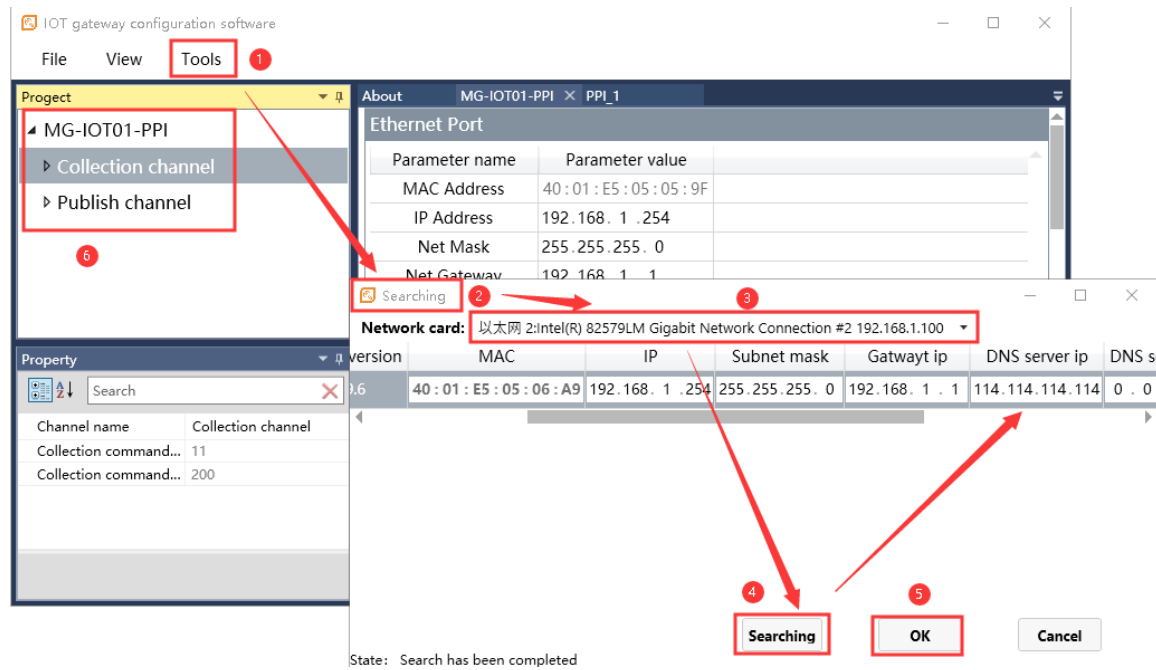 IOT gateway configuration software
File View Tools 1
Progect
MG-IOT01-PPI
Collection channel
Publish channel
6
About MG-IOT01-PPI PPI_1
Ethernet Port
Parameter name Parameter value
MAC Address 40 : 01 : E5 : 05 : 05 : 9F
IP Address 192.168. 1 .254
Net Mask 255.255.255. 0
Net Gateway 192.168. 1 . 1
Searching 2 3
Network card: 以太网 2:Intel(R) 82579LM Gigabit Network Connection #2 192.168.1.100
version MAC IP Subnet mask Gatwayt ip DNS server ip DNS s
9.6 40 : 01 : E5 : 05 : 06 : A9 192.168. 1 .254 255.255.255. 0 192.168. 1 . 1 114.114.114.114 0 . 0
Property
Search
Channel name Collection channel
Collection command... 11
Collection command... 200
4 5
Searching OK Cancel
State: Search has been completed